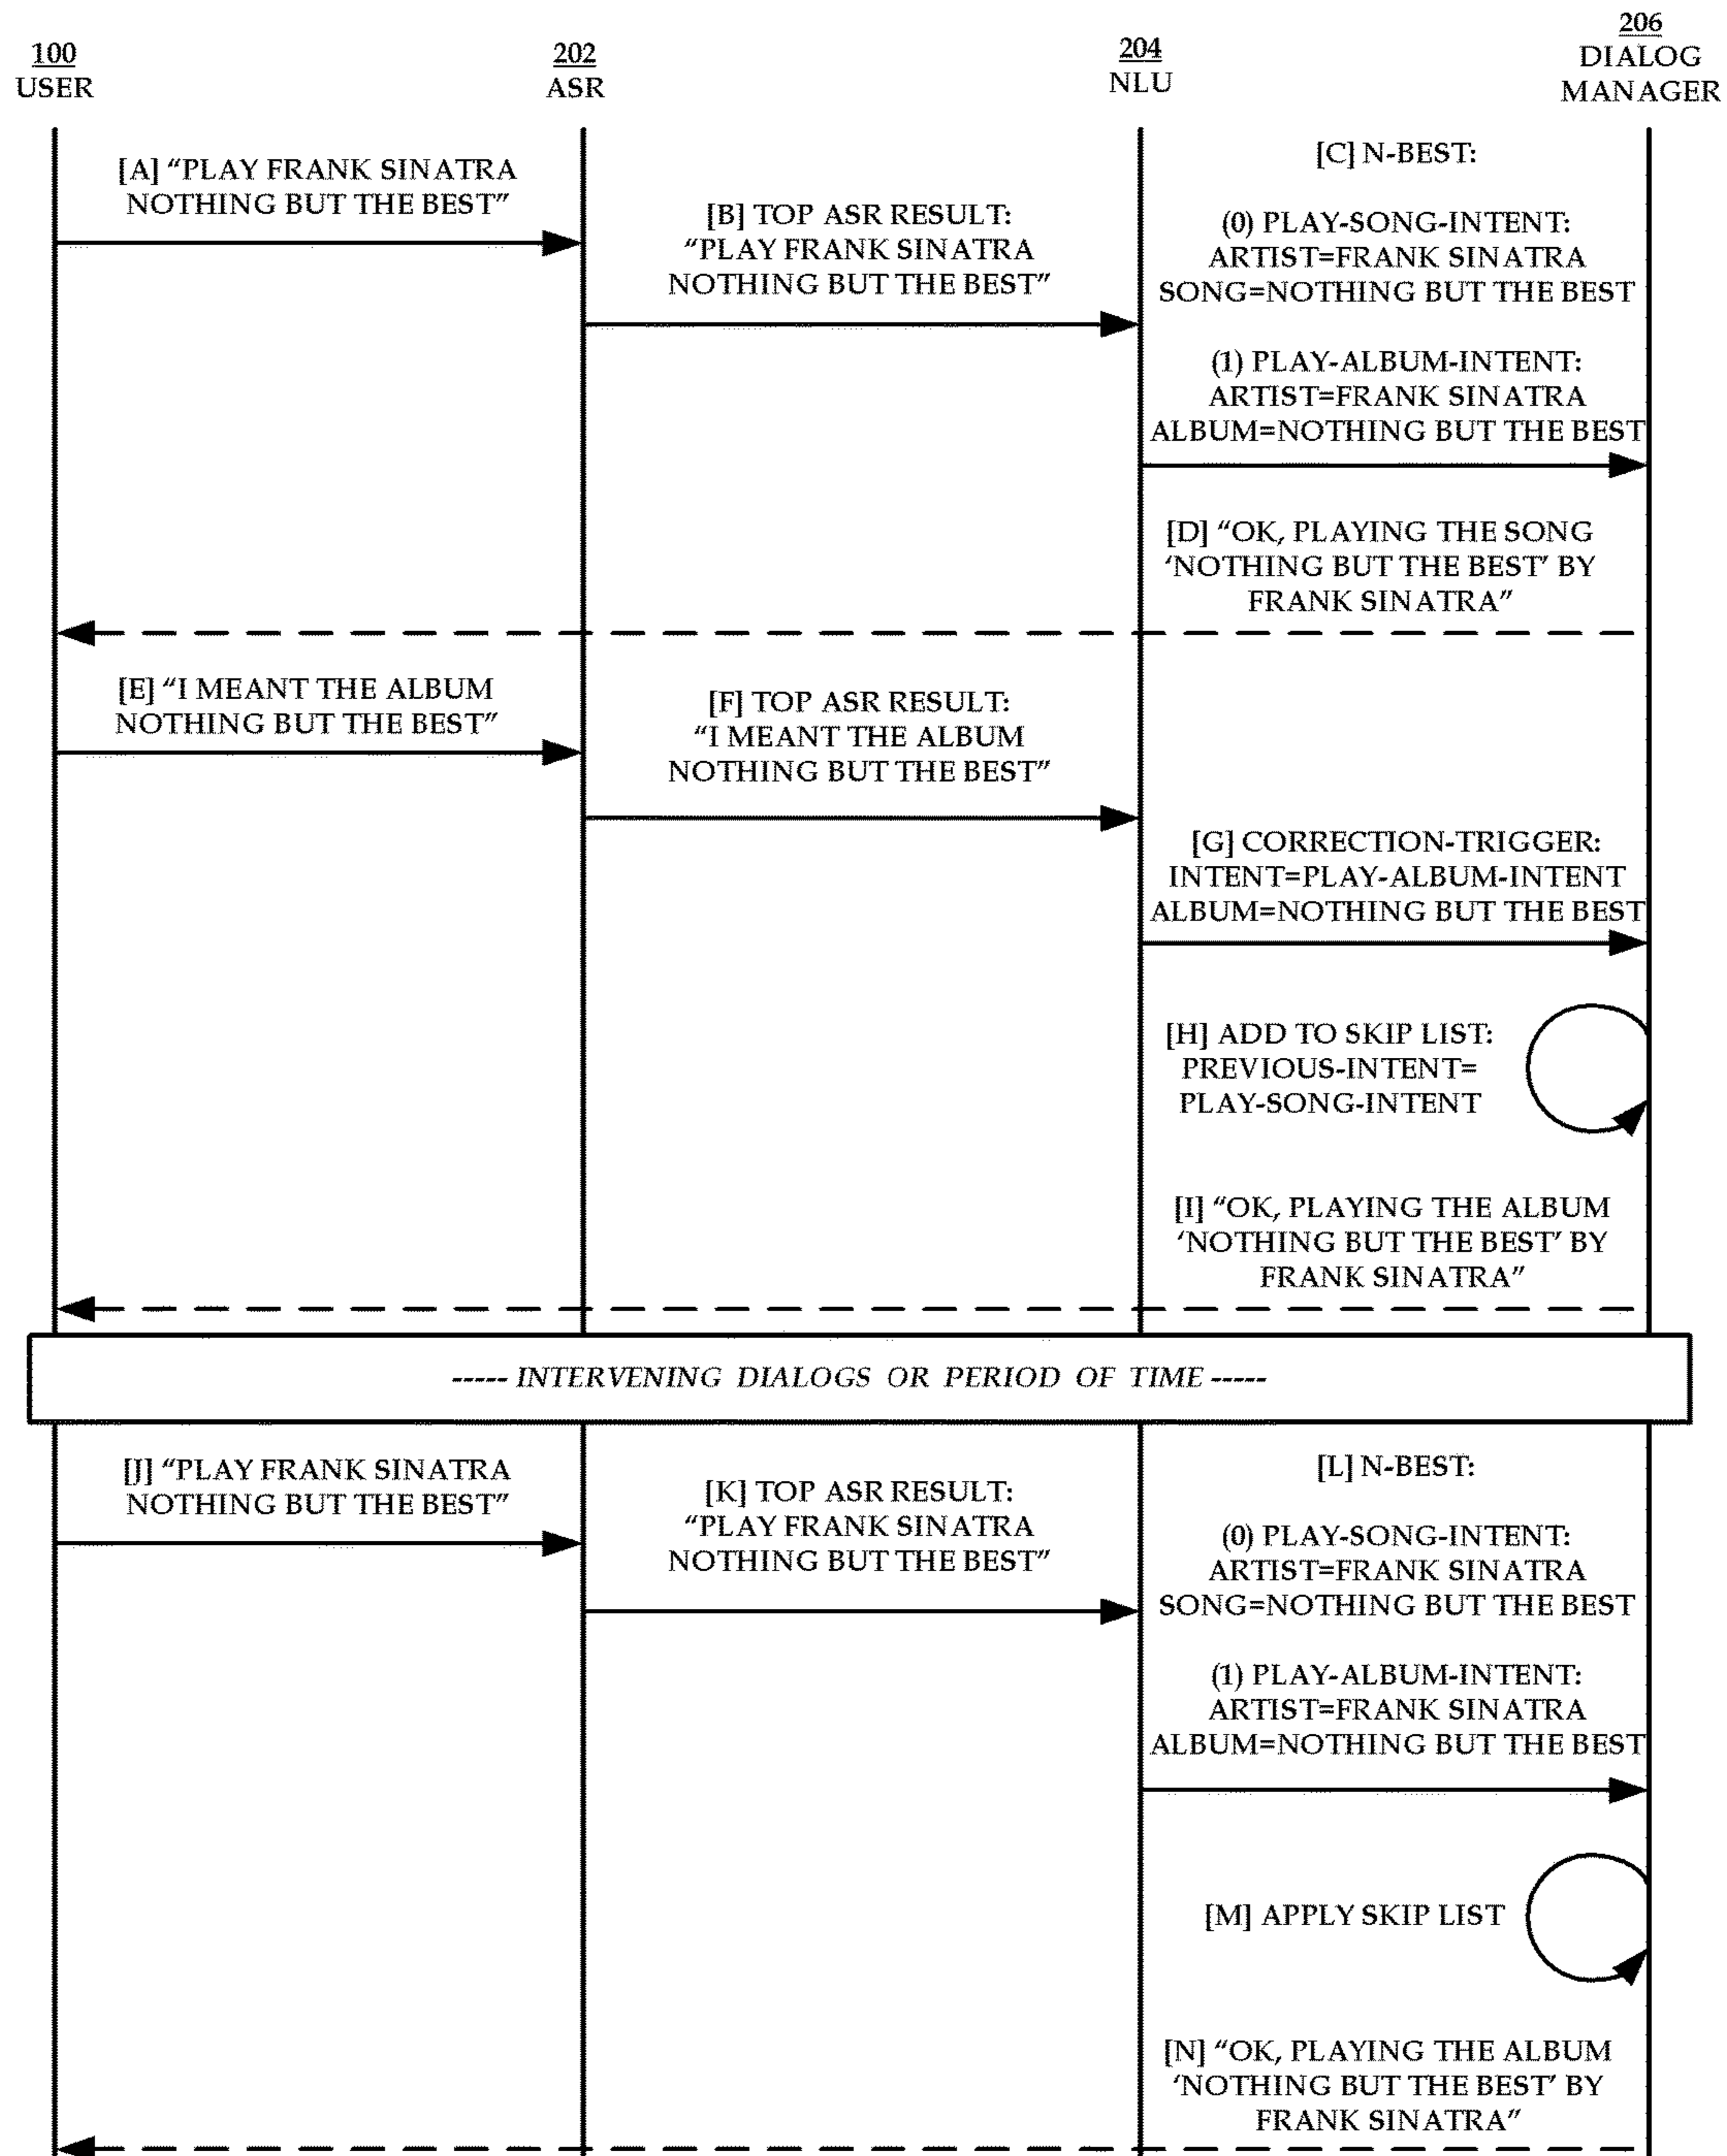 100
USER
202
ASR
204
NLU
206
DIALOG
MANAGER
[A] “PLAY FRANK SINATRA
NOTHING BUT THE BEST”
[B] TOP ASR RESULT:
“PLAY FRANK SINATRA
NOTHING BUT THE BEST”
[C] N-BEST:
(0) PLAY-SONG-INTENT:
ARTIST=FRANK SINATRA
SONG=NOTHING BUT THE BEST
(1) PLAY-ALBUM-INTENT:
ARTIST=FRANK SINATRA
ALBUM=NOTHING BUT THE BEST
[D] “OK, PLAYING THE SONG
‘NOTHING BUT THE BEST’ BY
FRANK SINATRA”
[E] “I MEANT THE ALBUM
NOTHING BUT THE BEST”
[F] TOP ASR RESULT:
“I MEANT THE ALBUM
NOTHING BUT THE BEST”
[G] CORRECTION-TRIGGER:
INTENT=PLAY-ALBUM-INTENT
ALBUM=NOTHING BUT THE BEST
[H] ADD TO SKIP LIST:
PREVIOUS-INTENT=
PLAY-SONG-INTENT
[I] “OK, PLAYING THE ALBUM
‘NOTHING BUT THE BEST’ BY
FRANK SINATRA”
----- INTERVENING DIALOGS OR PERIOD OF TIME -----
[J] “PLAY FRANK SINATRA
NOTHING BUT THE BEST”
[K] TOP ASR RESULT:
“PLAY FRANK SINATRA
NOTHING BUT THE BEST”
[L] N-BEST:
(0) PLAY-SONG-INTENT:
ARTIST=FRANK SINATRA
SONG=NOTHING BUT THE BEST
(1) PLAY-ALBUM-INTENT:
ARTIST=FRANK SINATRA
ALBUM=NOTHING BUT THE BEST
[M] APPLY SKIP LIST
[N] “OK, PLAYING THE ALBUM
‘NOTHING BUT THE BEST’ BY
FRANK SINATRA”